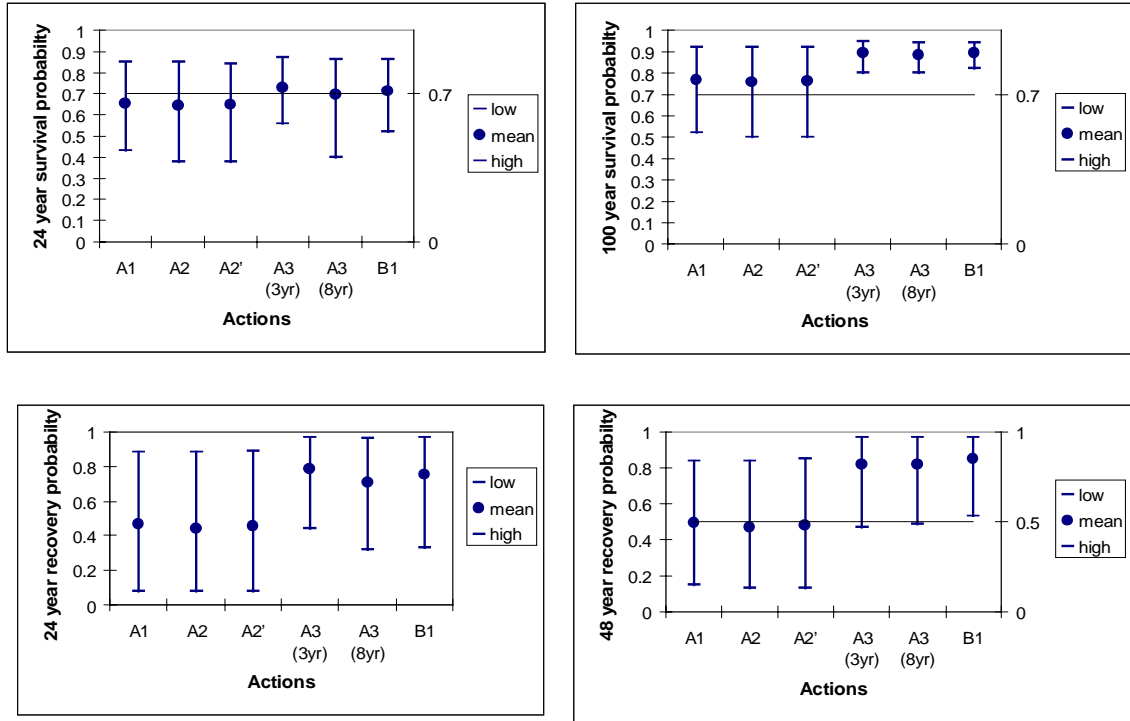 24 year survival probabilty
1
0.9
0.8
0.7
0.6
0.5
0.4
0.3
0.2
0.1
0
0.7
0
low
mean
high
A1 A2 A2’ A3 A3 B1
(3yr) (8yr)
Actions
100 year survival probabilty
1
0.9
0.8
0.7
0.6
0.5
0.4
0.3
0.2
0.1
0
0.7
0
low
mean
high
A1 A2 A2’ A3 A3 B1
(3yr) (8yr)
Actions
24 year recovery probabilty
1
0.8
0.6
0.4
0.2
0
low
mean
high
A1 A2 A2’ A3 A3 B1
(3yr) (8yr)
Actions
48 year recovery probabilty
1
0.8
0.6
0.4
0.2
0
1
0.5
0
low
mean
high
A1 A2 A2’ A3 A3 B1
(3yr) (8yr)
Actions